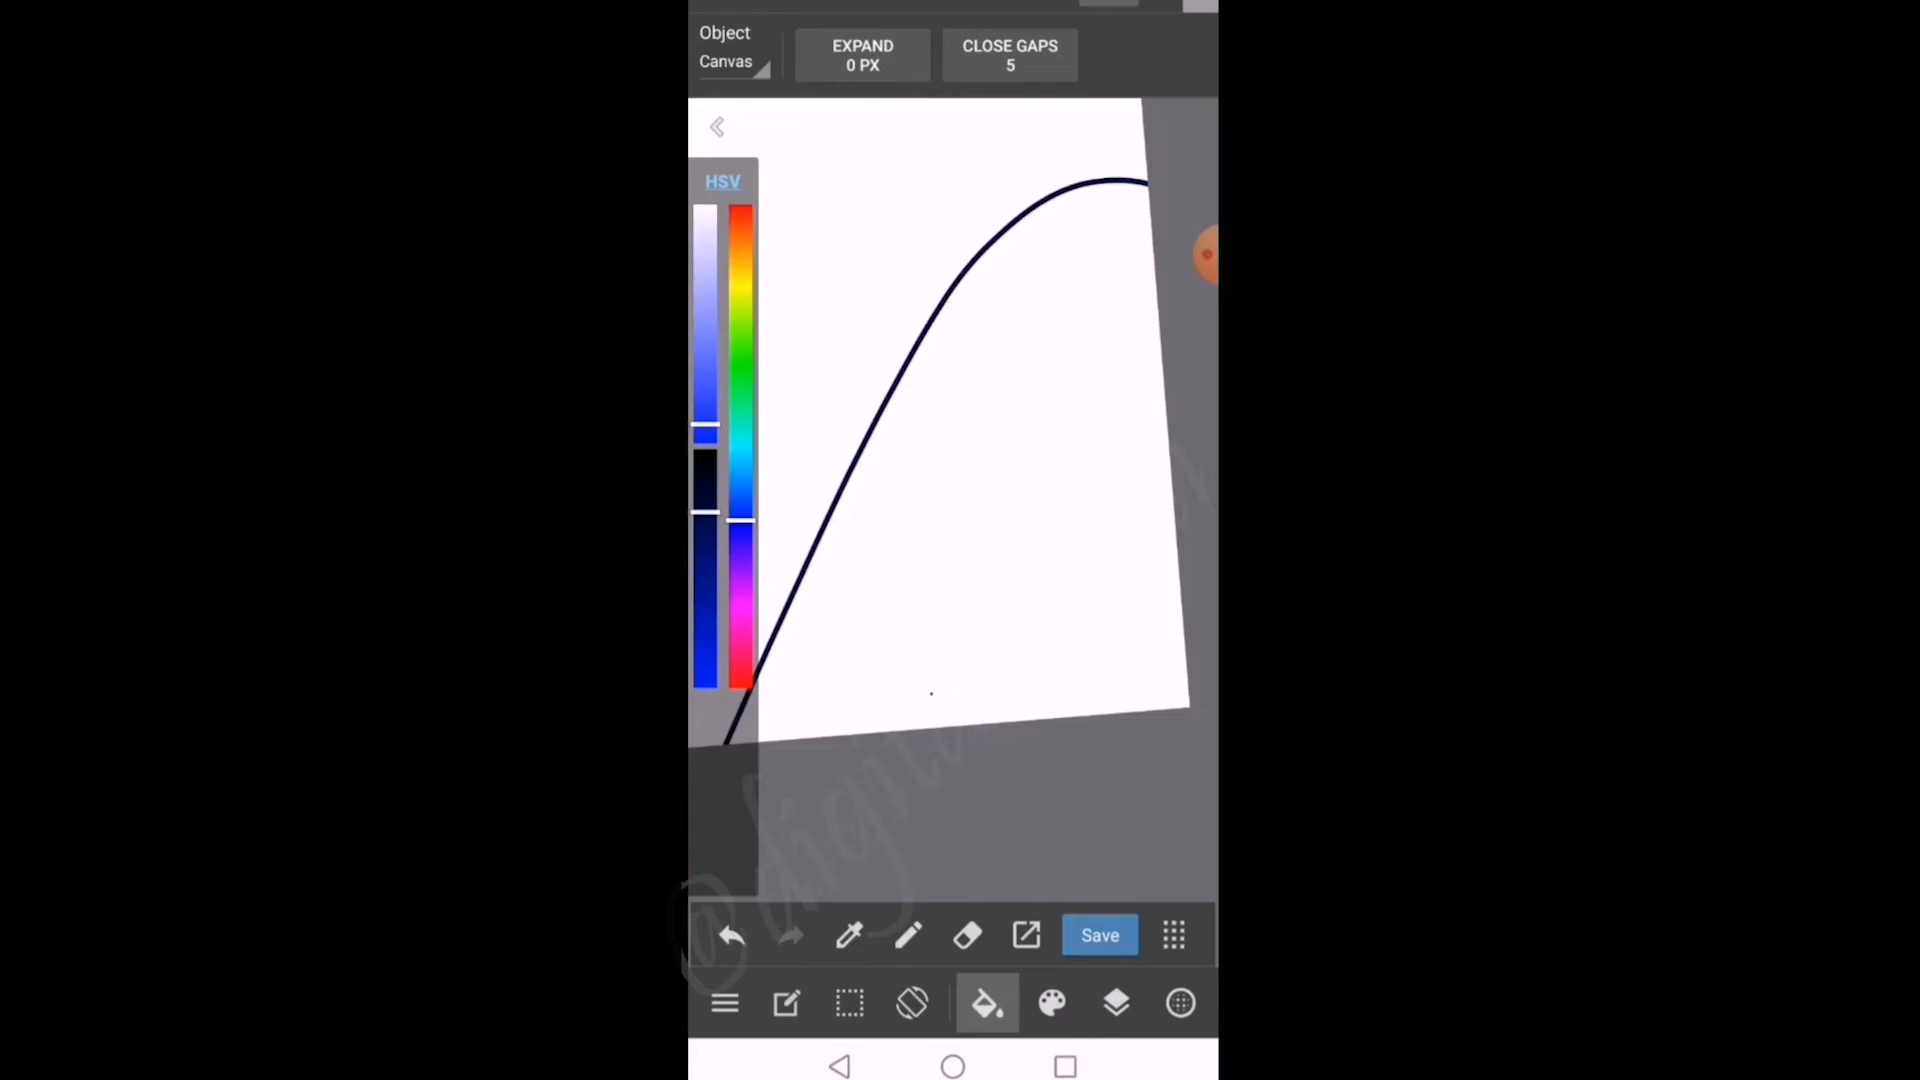 Object
Canvas
EXPAND
0 PX
CLOSE GAPS
5
HSV
Save